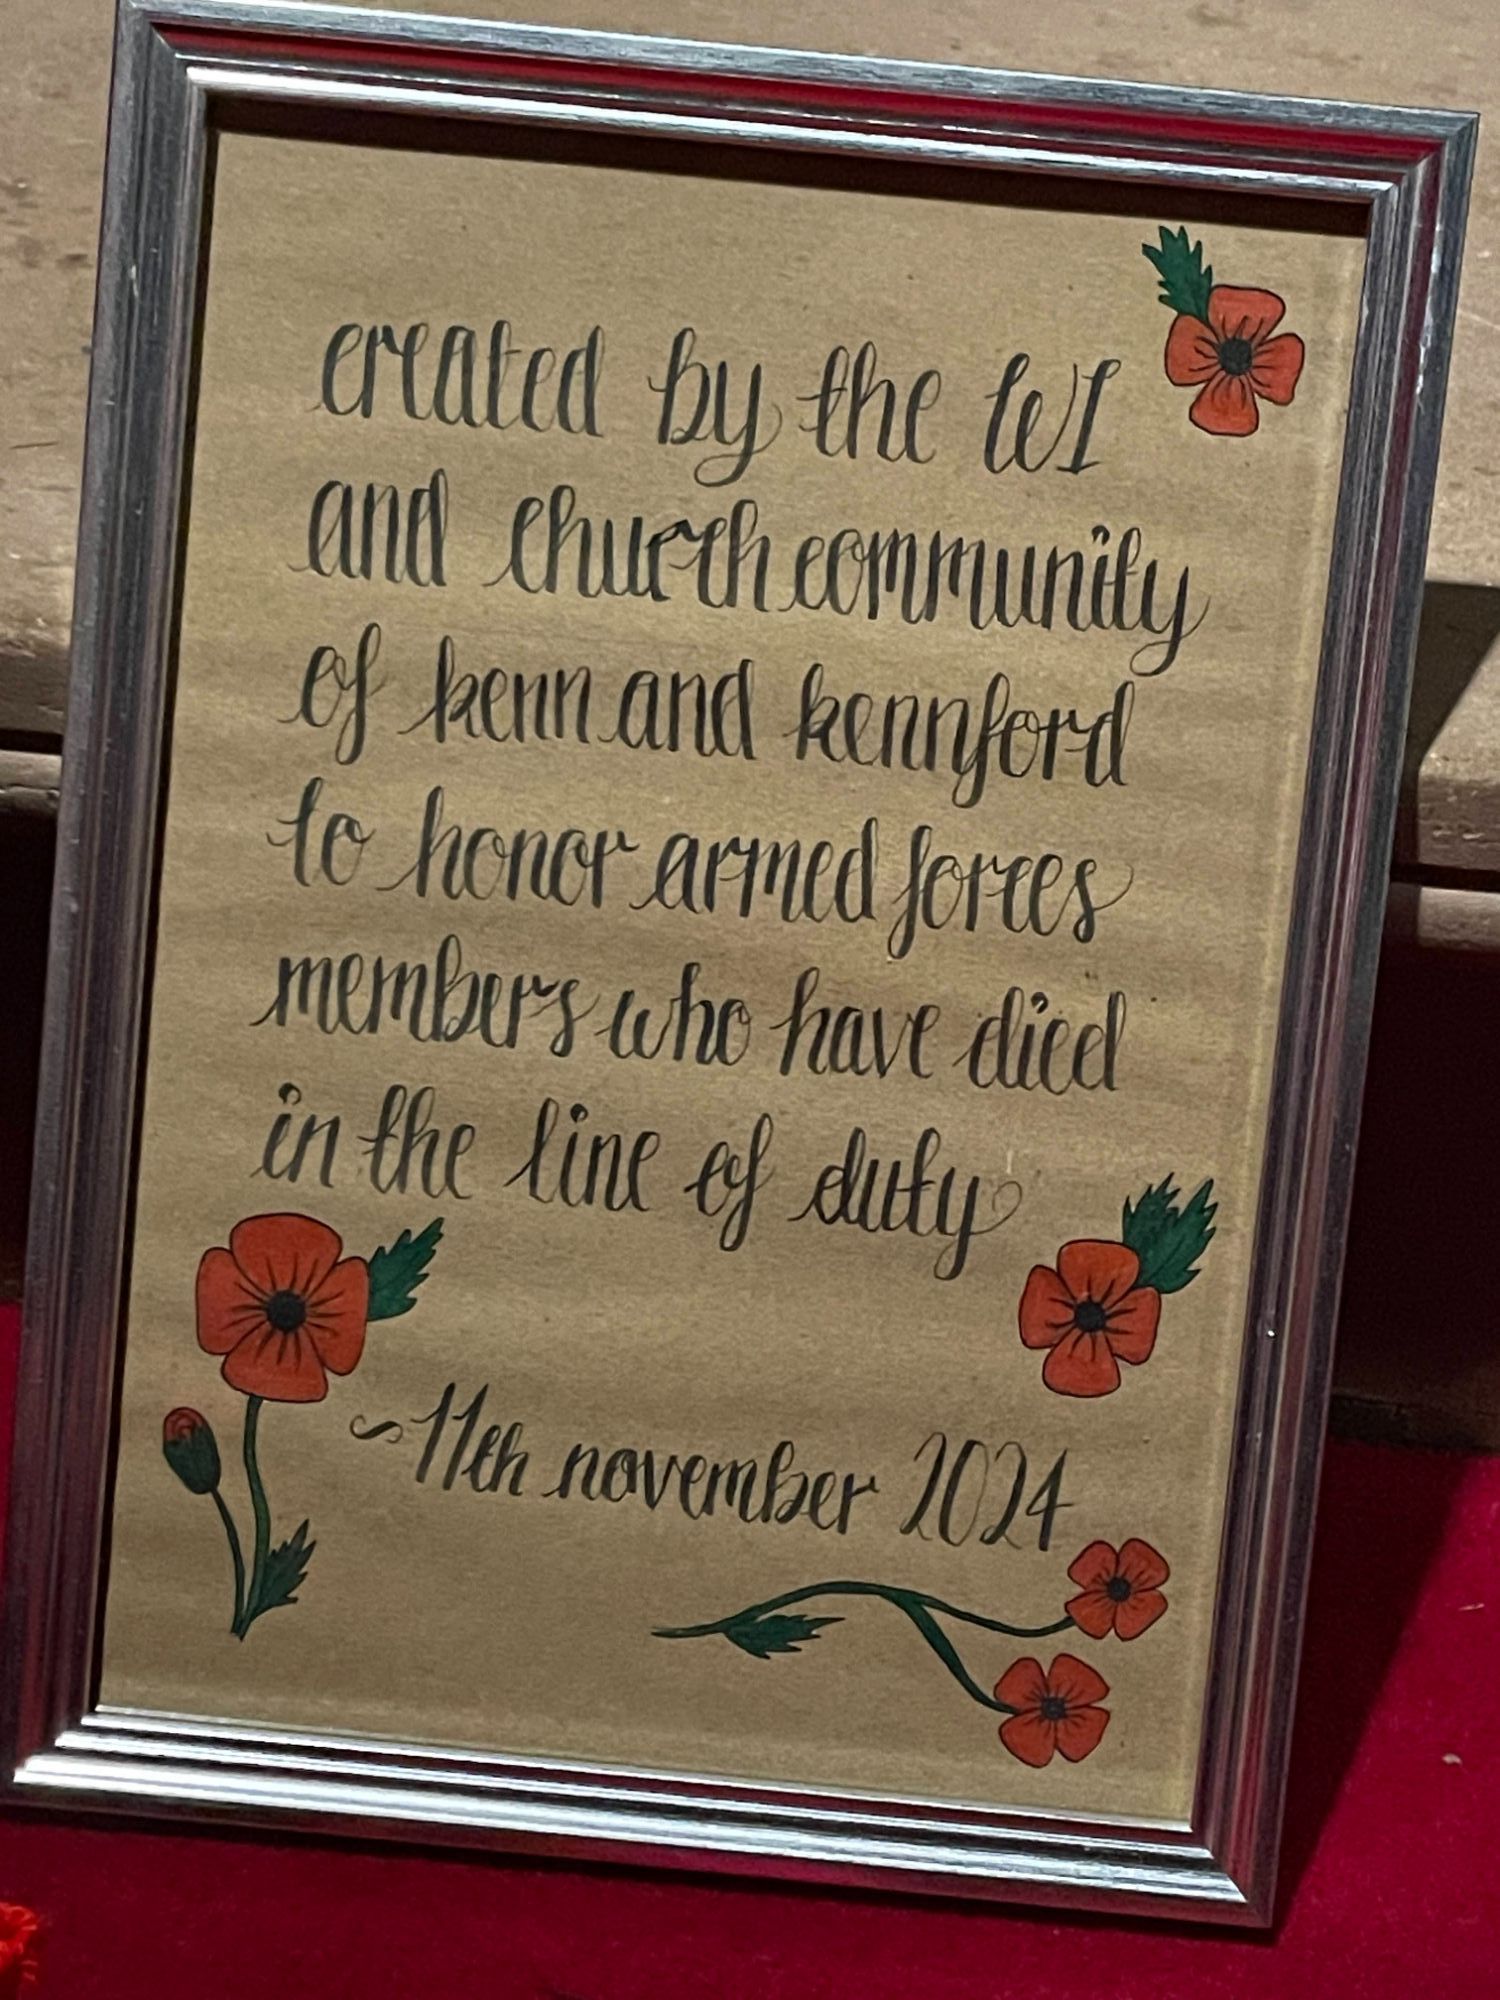 created by the WI
and church community
of kenn and kennford
to honor armed forces
members who have died
in the line of duty
~11th november 2024